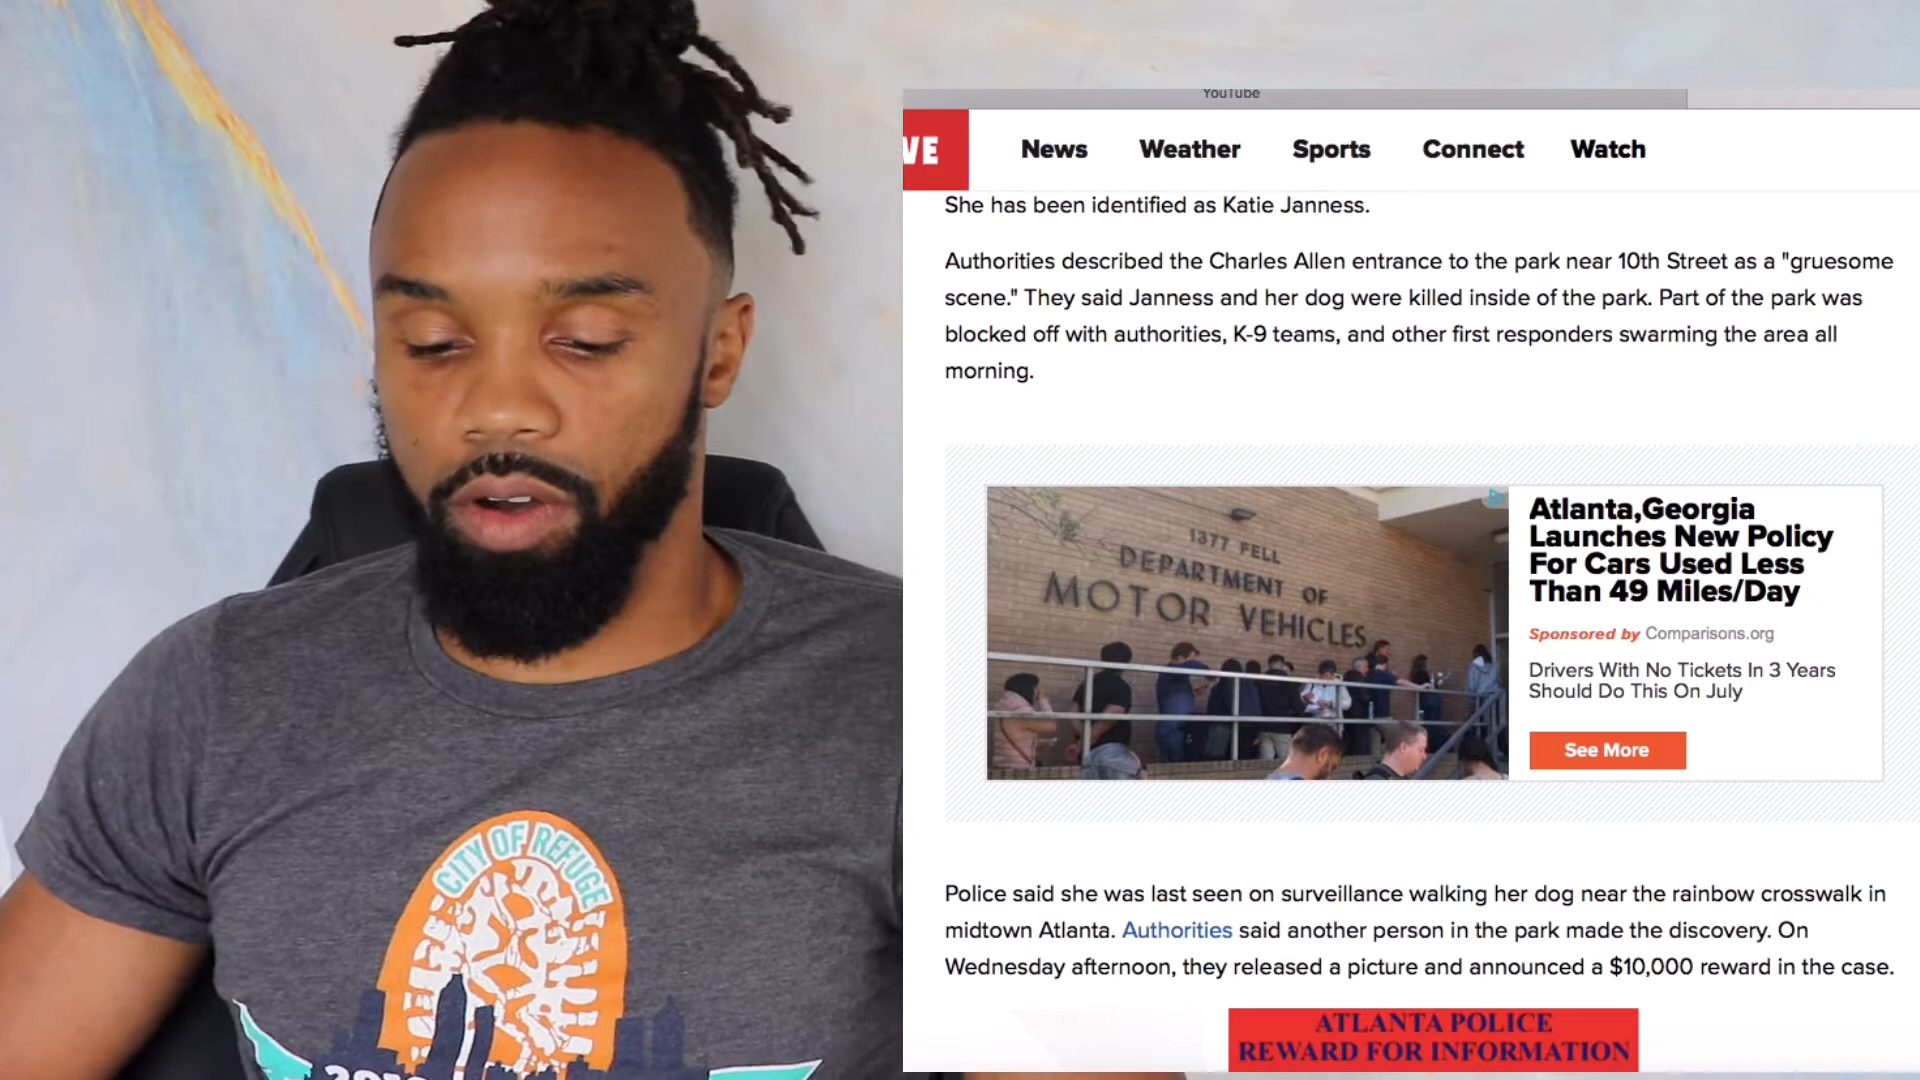 YouTube
VE
News Weather Sports Connect Watch
She has been identified as Katie Janness.
Authorities described the Charles Allen entrance to the park near 10th Street as a "gruesome
scene." They said Janness and her dog were killed inside of the park. Part of the park was
blocked off with authorities, K-9 teams, and other first responders swarming the area all
morning.
1377 FELL
DEPARTMENT OF
MOTOR VEHICLES
Atlanta,Georgia
Launches New Policy
For Cars Used Less
Than 49 Miles/Day
Sponsored by Comparisons.org
Drivers With No Tickets In 3 Years
Should Do This On July
See More
Police said she was last seen on surveillance walking her dog near the rainbow crosswalk in
midtown Atlanta. Authorities said another person in the park made the discovery. On
Wednesday afternoon, they released a picture and announced a $10,000 reward in the case.
ATLANTA POLICE
REWARD FOR INFORMATION
CITY OF REFUGE